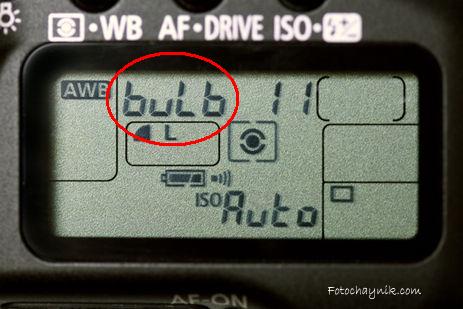 WB AF•DRIVE ISO•
AWB buLb 11
L
ISO Auto
Fotochaynik.com
AF-ON